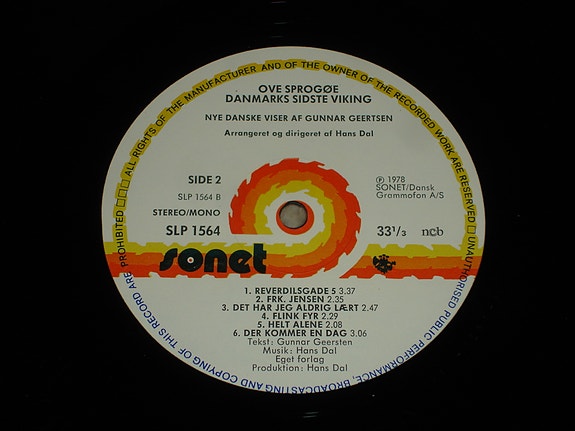 ALL RIGHTS OF THE MANUFACTURER AND OF THE OWNER OF THE RECORDED WORK ARE RESERVED □ UNAUTHORISED PUBLIC PERFORMANCE, BROADCASTING AND COPYING OF THIS RECORD ARE PROHIBITED □□□
OVE SPROGØE
DANMARKS SIDSTE VIKING
NYE DANSKE VISER AF GUNNAR GEERTSEN
Arrangeret og dirigeret af Hans Dal
SIDE 2
SLP 1564 B
STEREO/MONO
SLP 1564
℗ 1978
SONET/Dansk
Grammofon A/S
33 1/3 ncb
sonet
1. REVERDILSGADE 5 3.37
2. FRK. JENSEN 2.35
3. DET HAR JEG ALDRIG LÆRT 2.47
4. FLINK FYR 2.29
5. HELT ALENE 2.08
6. DER KOMMER EN DAG 3.06
Tekst: Gunnar Geersten
Musik: Hans Dal
Eget forlag
Produktion: Hans Dal